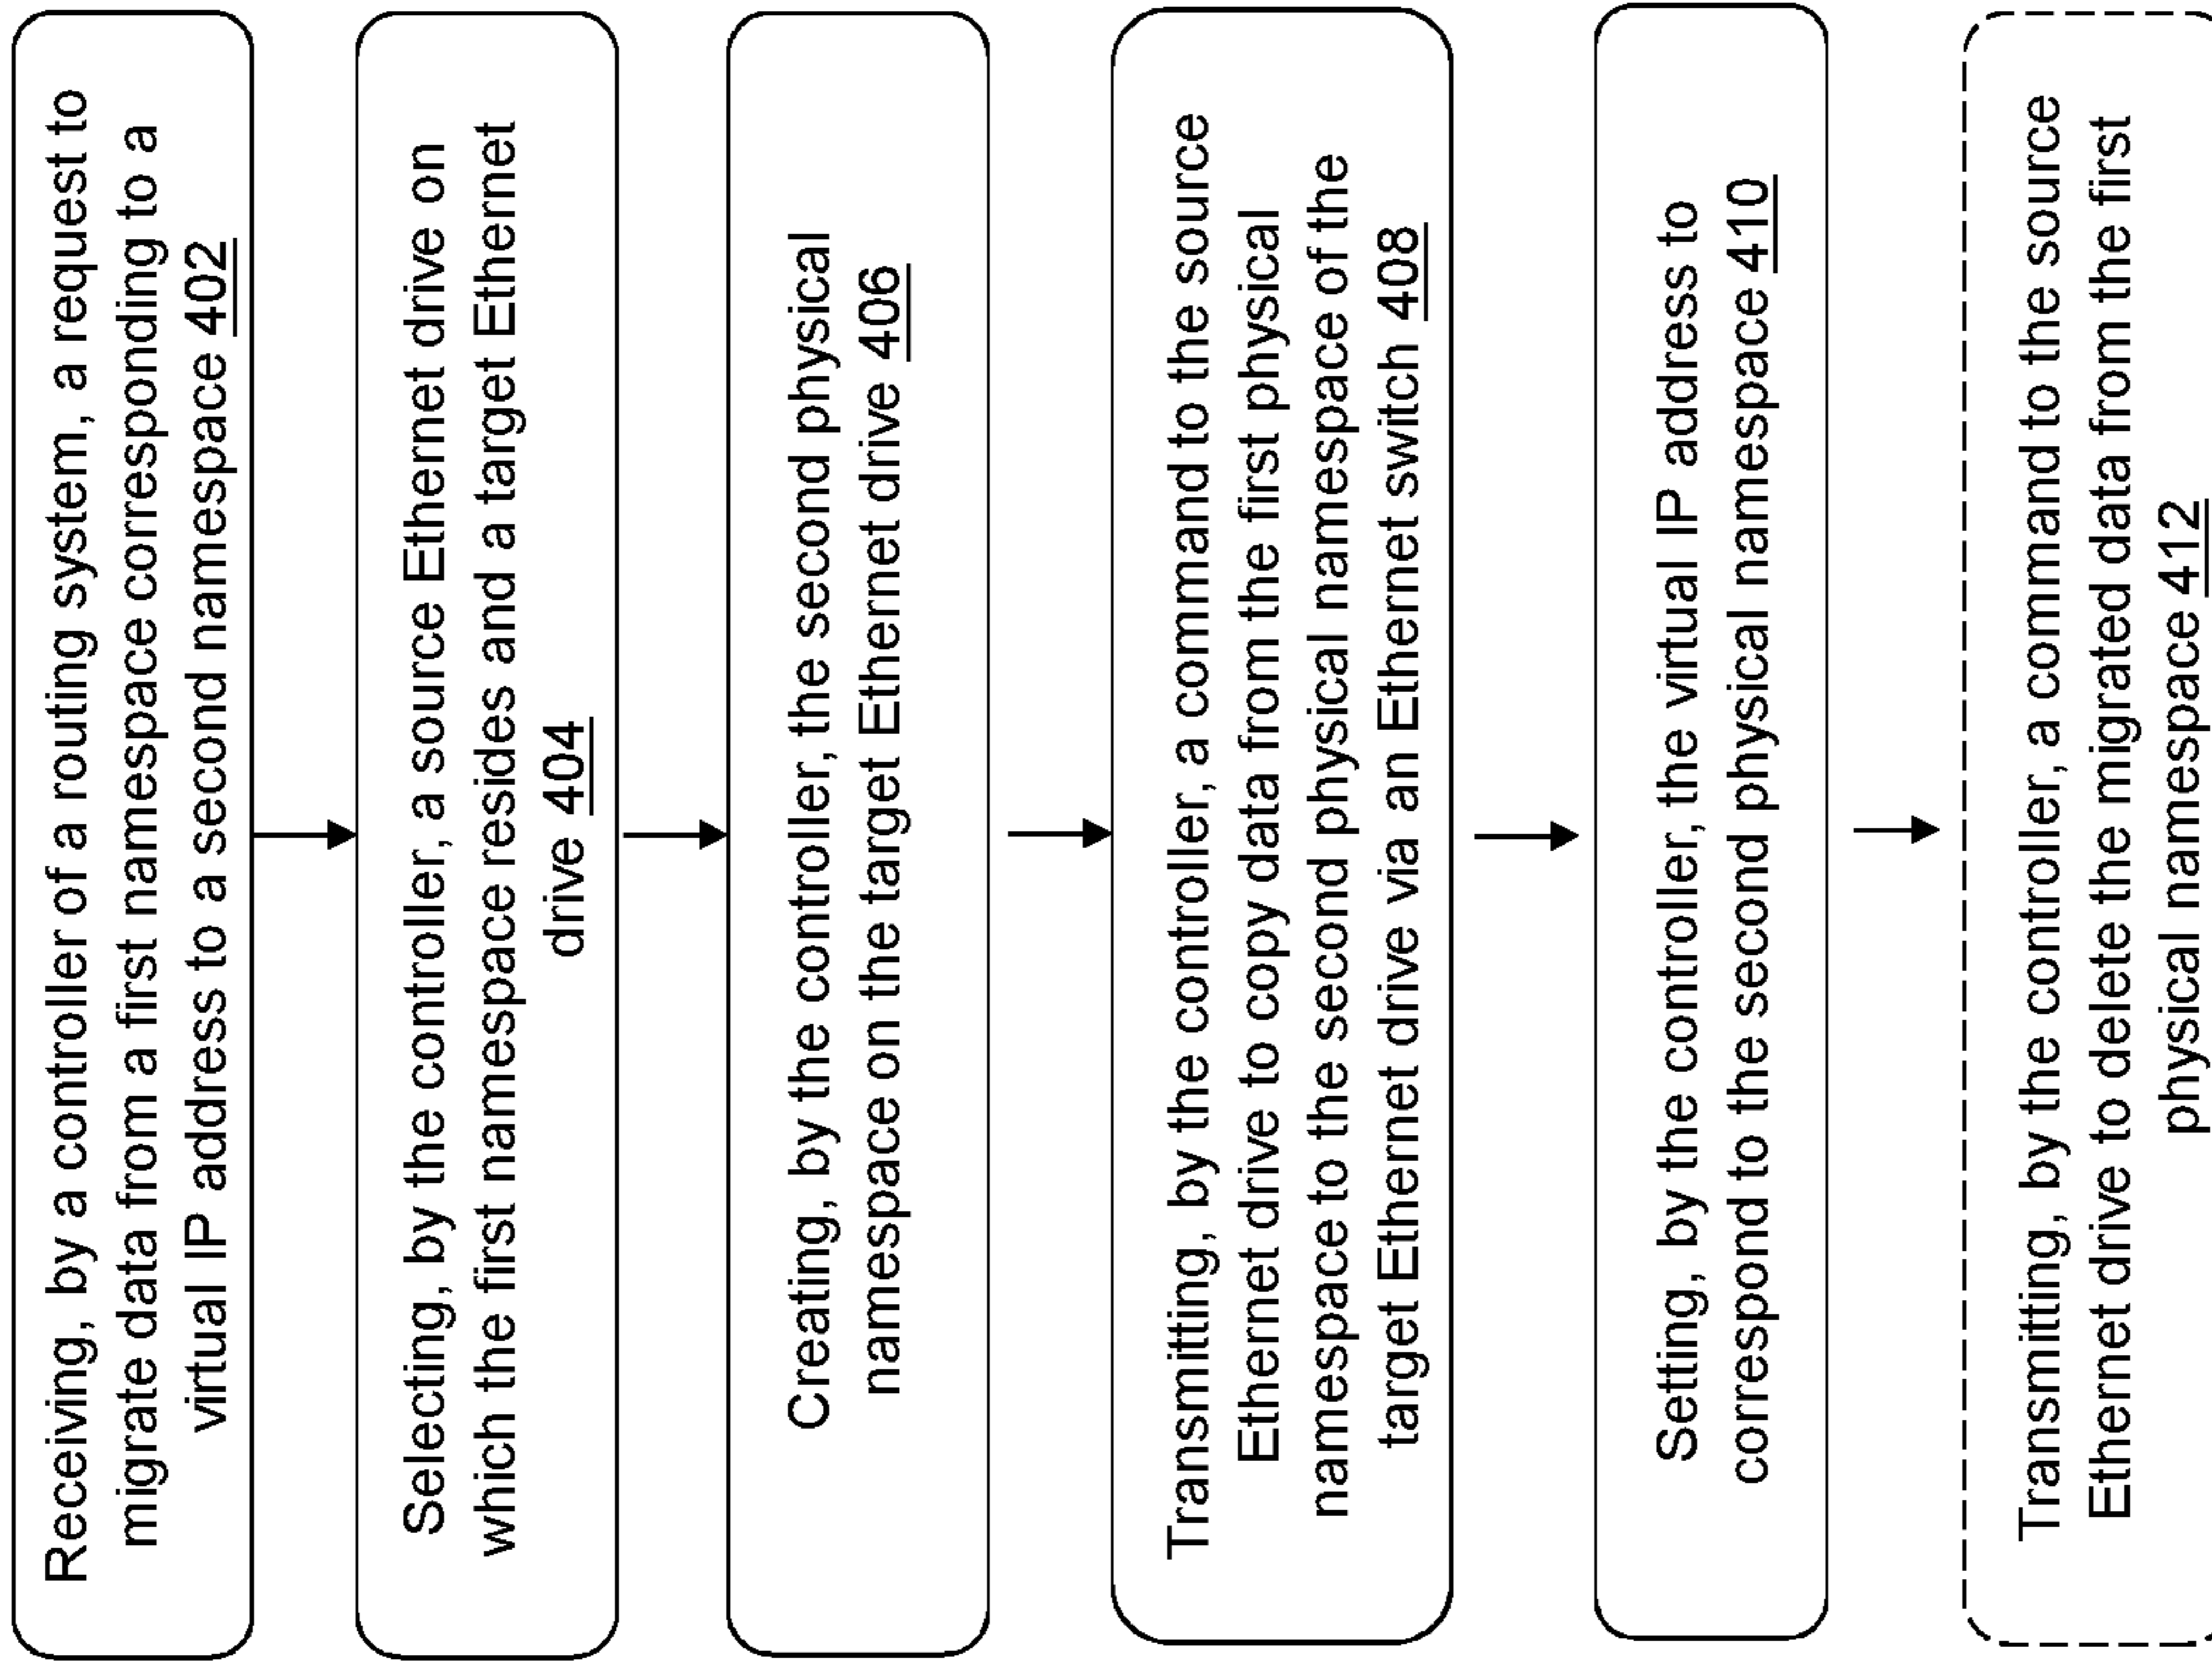 Receiving, by a controller of a routing system, a request to
migrate data from a first namespace corresponding to a
virtual IP address to a second namespace 402
Selecting, by the controller, a source Ethernet drive on
which the first namespace resides and a target Ethernet
drive 404
Creating, by the controller, the second physical
namespace on the target Ethernet drive 406
Transmitting, by the controller, a command to the source
Ethernet drive to copy data from the first physical
namespace to the second physical namespace of the
target Ethernet drive via an Ethernet switch 408
Setting, by the controller, the virtual IP address to
correspond to the second physical namespace 410
Transmitting, by the controller, a command to the source
Ethernet drive to delete the migrated data from the first
physical namespace 412